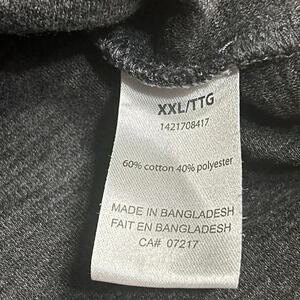 XXL/TTG
1421708417
60% cotton 40% polyester
MADE IN BANGLADESH
FAIT EN BANGLADESH
CA# 07217